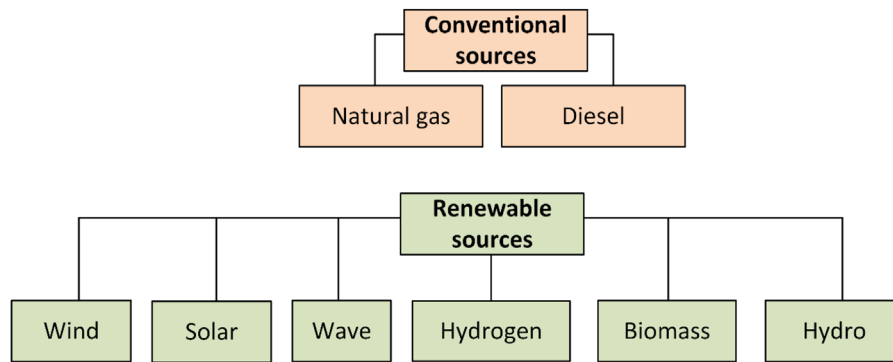 Conventional
sources
Natural gas
Diesel
Renewable
sources
Wind
Solar
Wave
Hydrogen
Biomass
Hydro